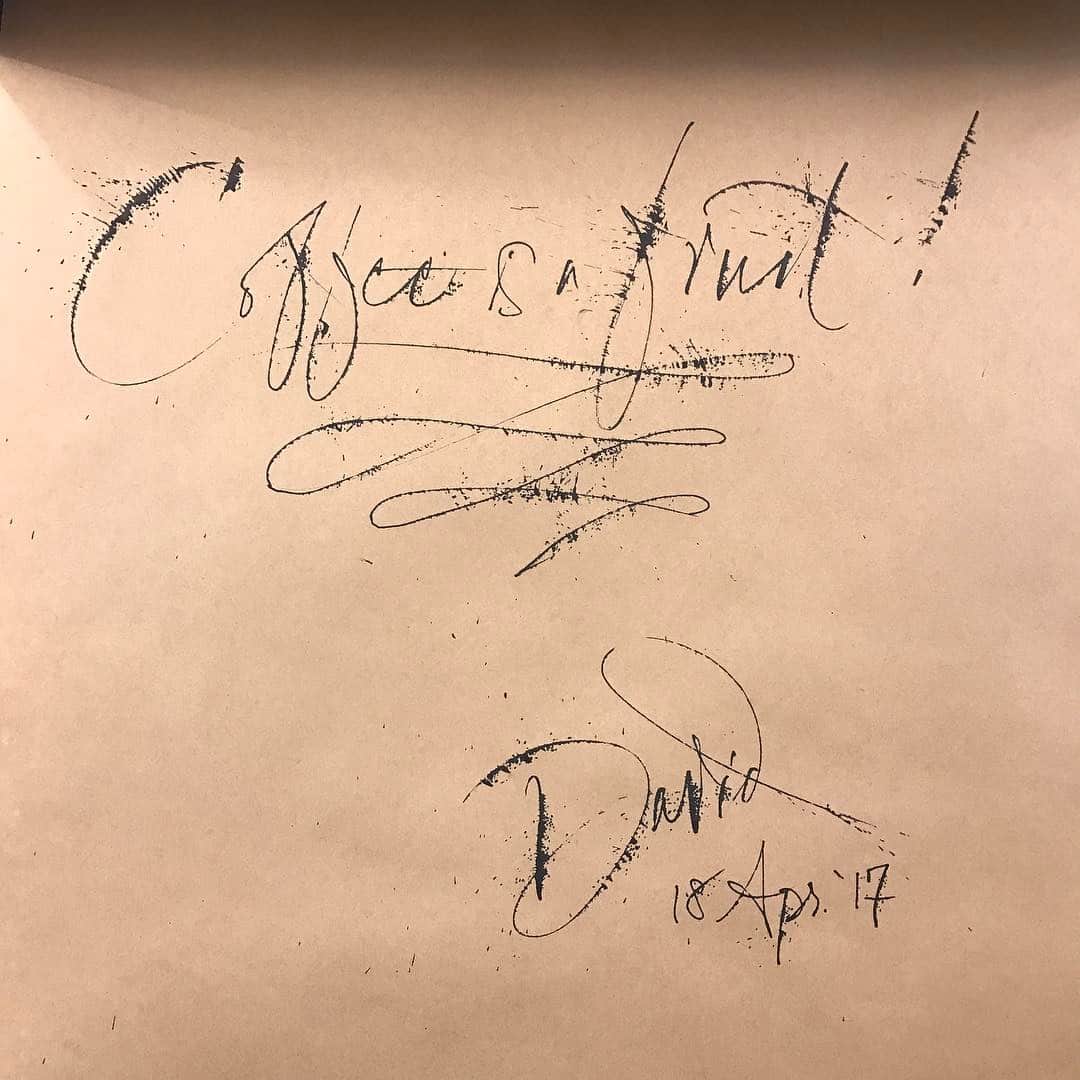 Coffee is a fruit!
David
18 Apr. '17